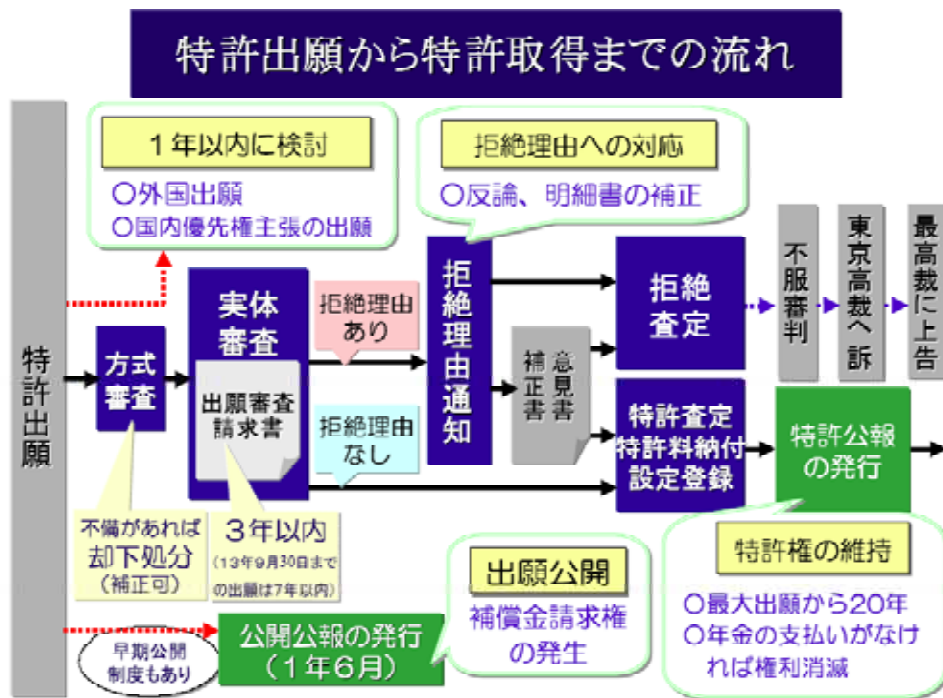 特許出願から特許取得までの流れ
1年以内に検討
○外国出願
○国内優先権主張の出願
拒絶理由への対応
○反論、明細書の補正
特許出願
方式
審査
実体
審査
出願審査
請求書
拒絶理由
あり
拒絶理由
なし
拒絶理由通知
意見書
補正書
拒絶
査定
特許査定
特許料納付
設定登録
不服審判
東京高裁へ訴
最高裁に上告
特許公報
の発行
不備があれば
却下処分
(補正可)
3年以内
(13年9月30日まで
の出願は7年以内)
出願公開
補償金請求権
の発生
特許権の維持
○最大出願から20年
○年金の支払いがなけ
れば権利消滅
公開公報の発行
(1年6月)
早期公開
制度もあり